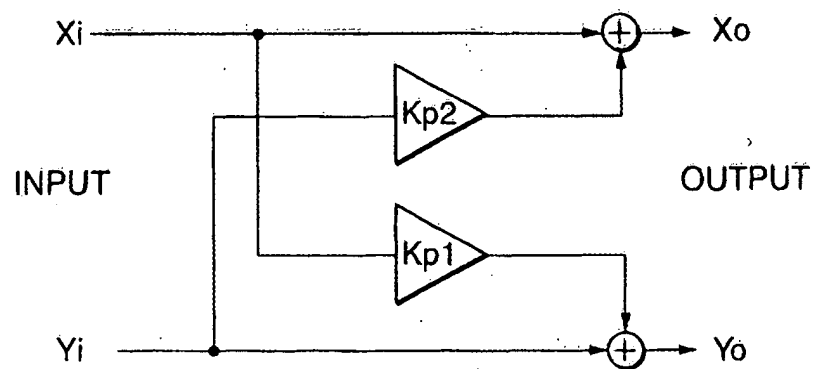 Xi
Xo
Kp2
INPUT
OUTPUT
Kp1
Yi
Yo